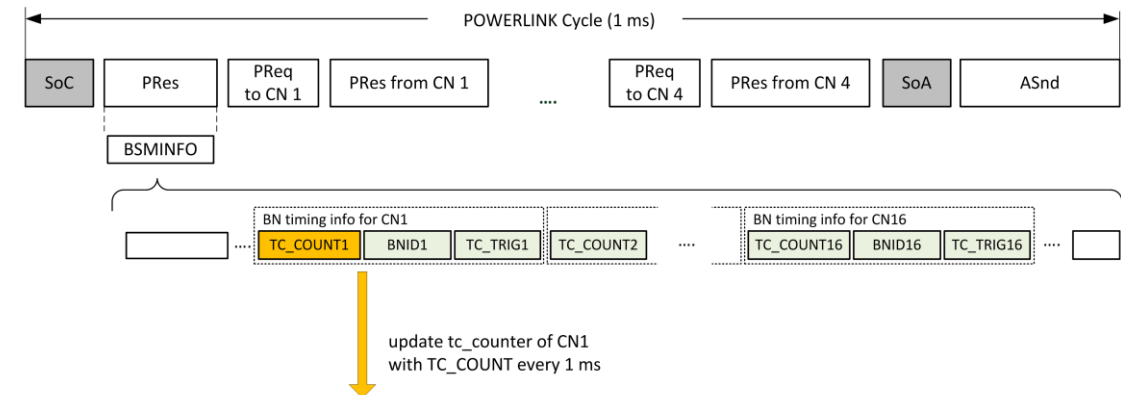 POWERLINK Cycle (1 ms)
SoC
PRes
PReq
to CN 1
PRes from CN 1
....
PReq
to CN 4
PRes from CN 4
SoA
ASnd
BSMINFO
BN timing info for CN1
BN timing info for CN16
....
TC_COUNT1
BNID1
TC_TRIG1
TC_COUNT2
....
TC_COUNT16
BNID16
TC_TRIG16
....
update tc_counter of CN1
with TC_COUNT every 1 ms